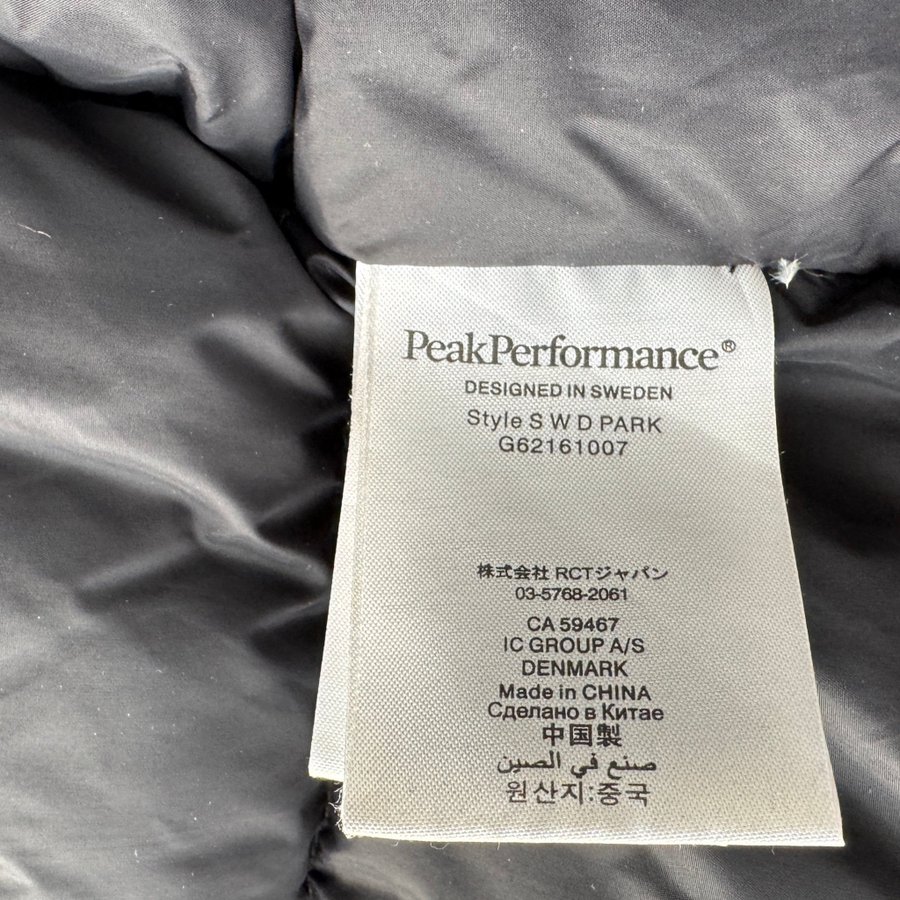 PeakPerformance®
DESIGNED IN SWEDEN
Style S W D PARK
G62161007
株式会社 RCTジャパン
03-5768-2061
CA 59467
IC GROUP A/S
DENMARK
Made in CHINA
Сделано в Китае
中国製
صنع في الصين
원산지:중국